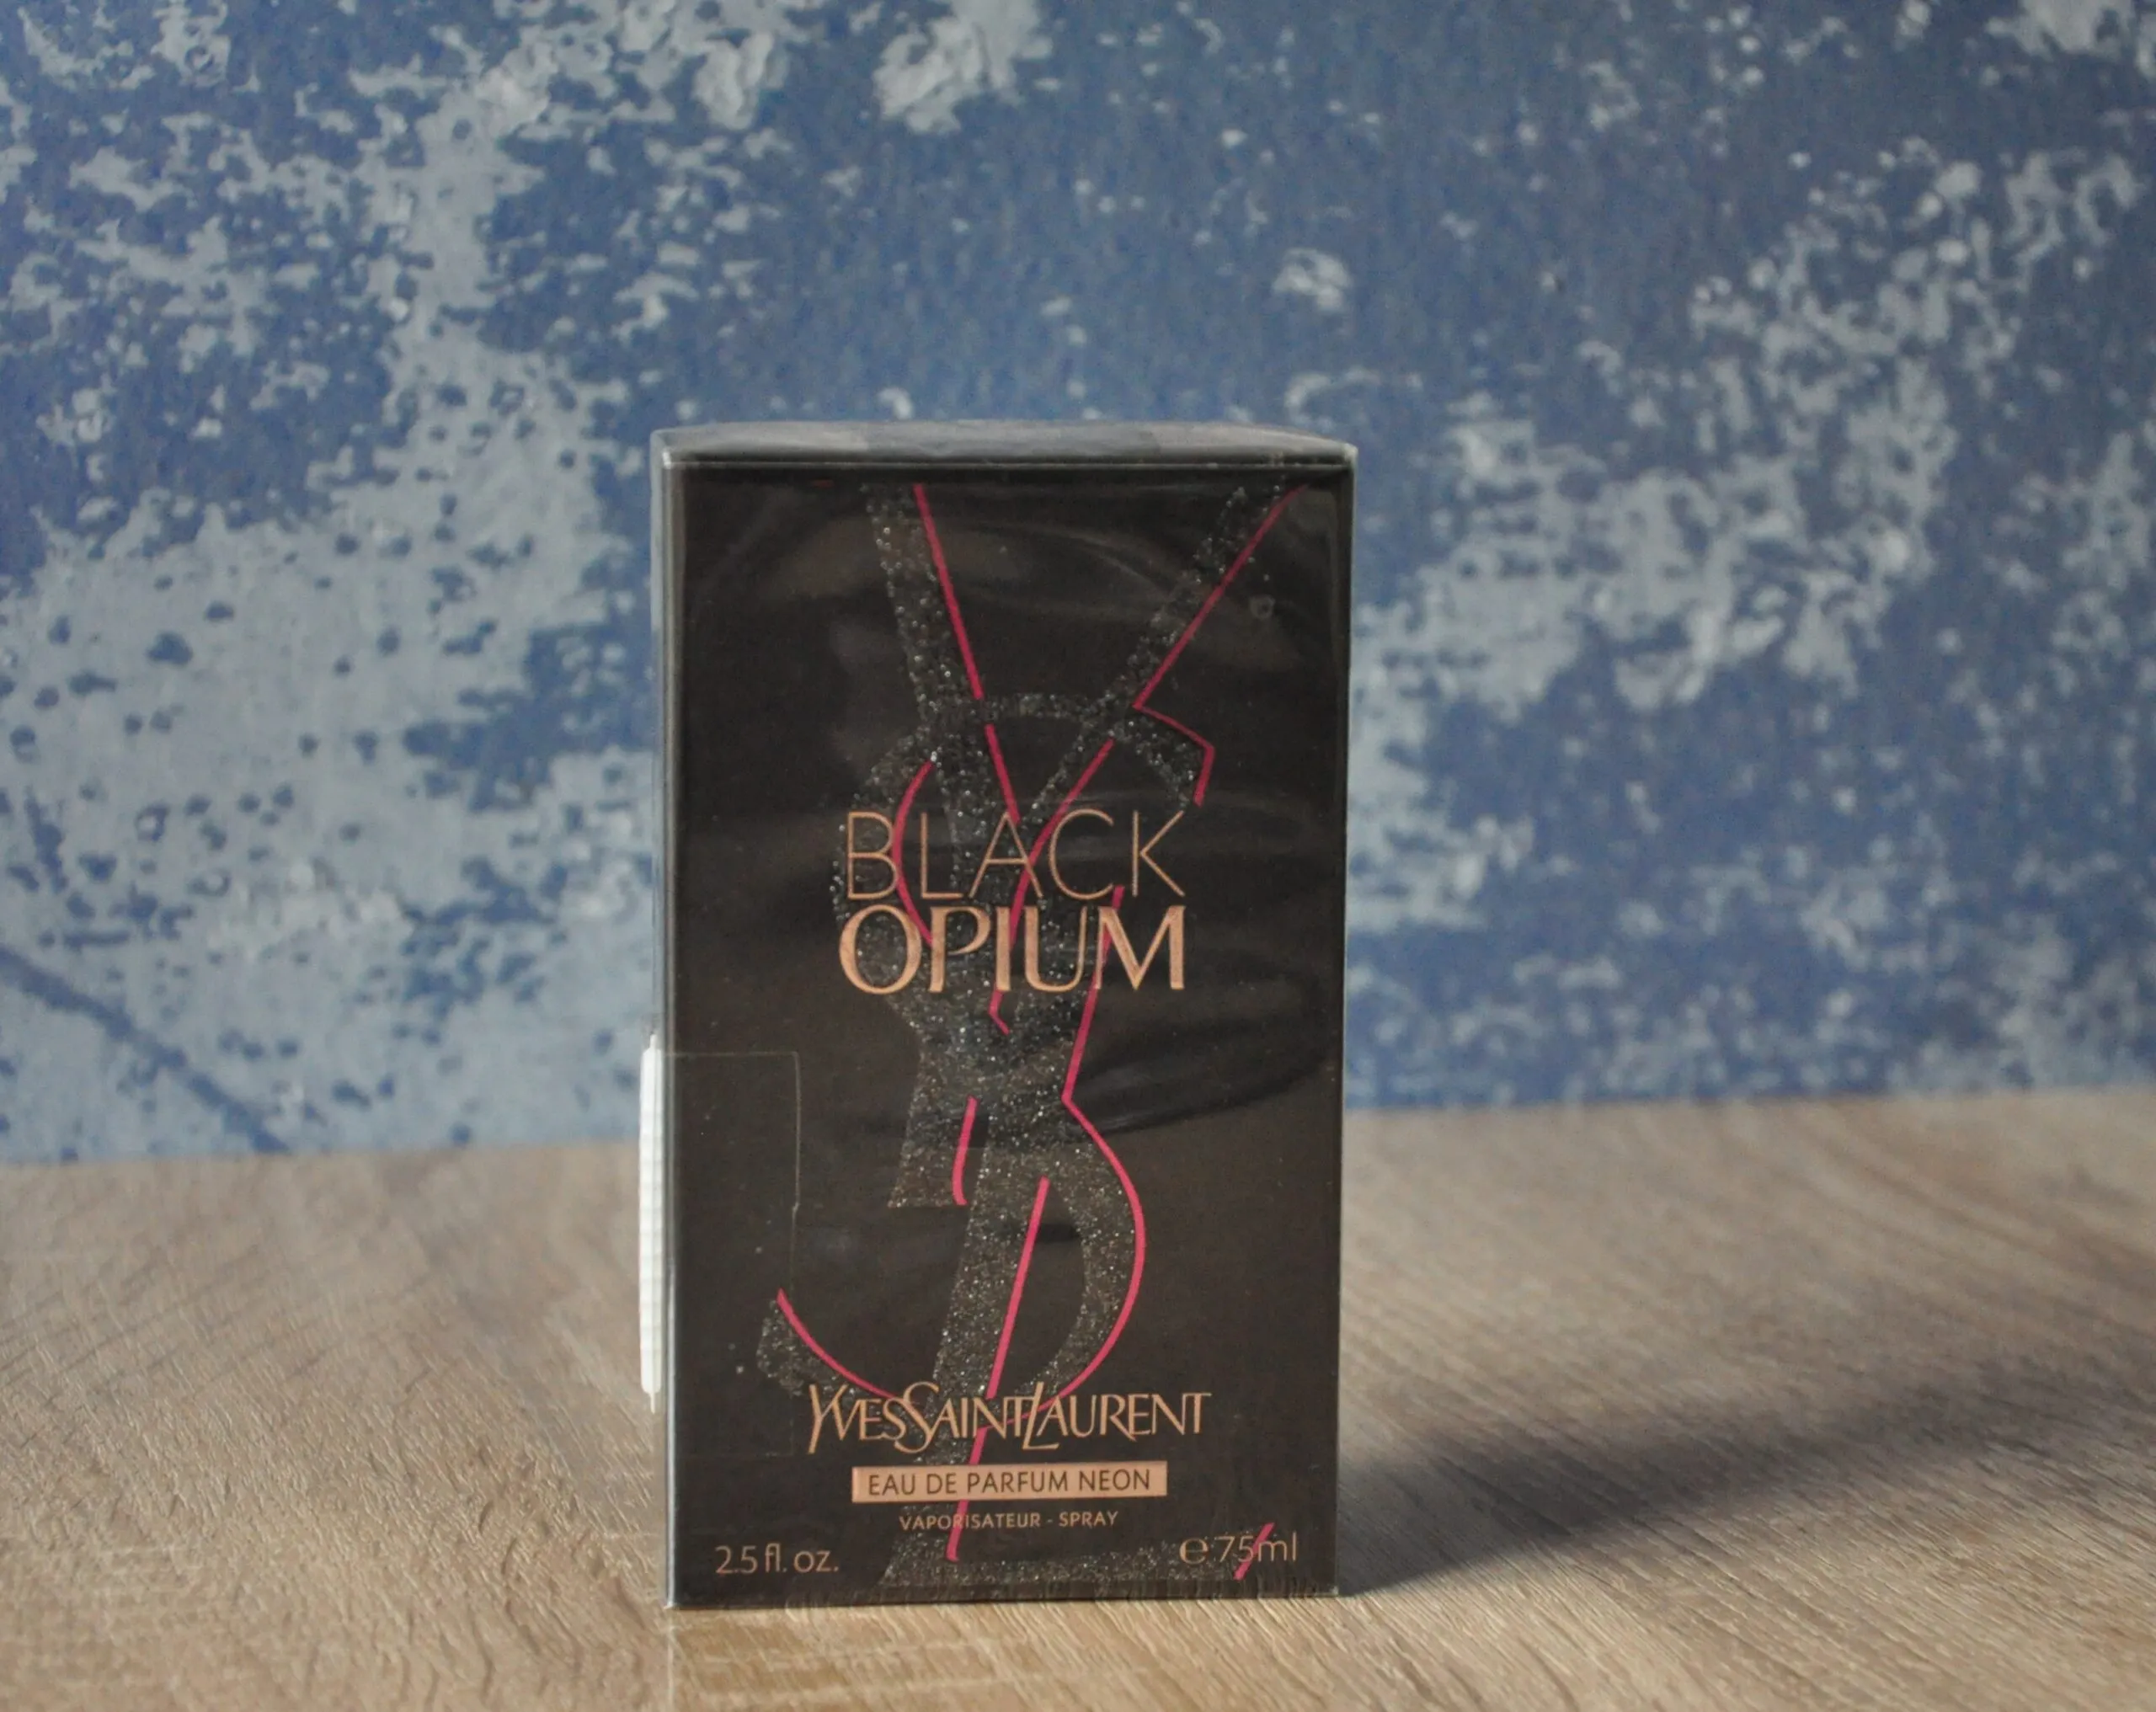 BLACK
OPIUM
YVESSAINTLAURENT
EAU DE PARFUM NEON
VAPORISATEUR - SPRAY
2.5 fl. oz. ℮ 75ml